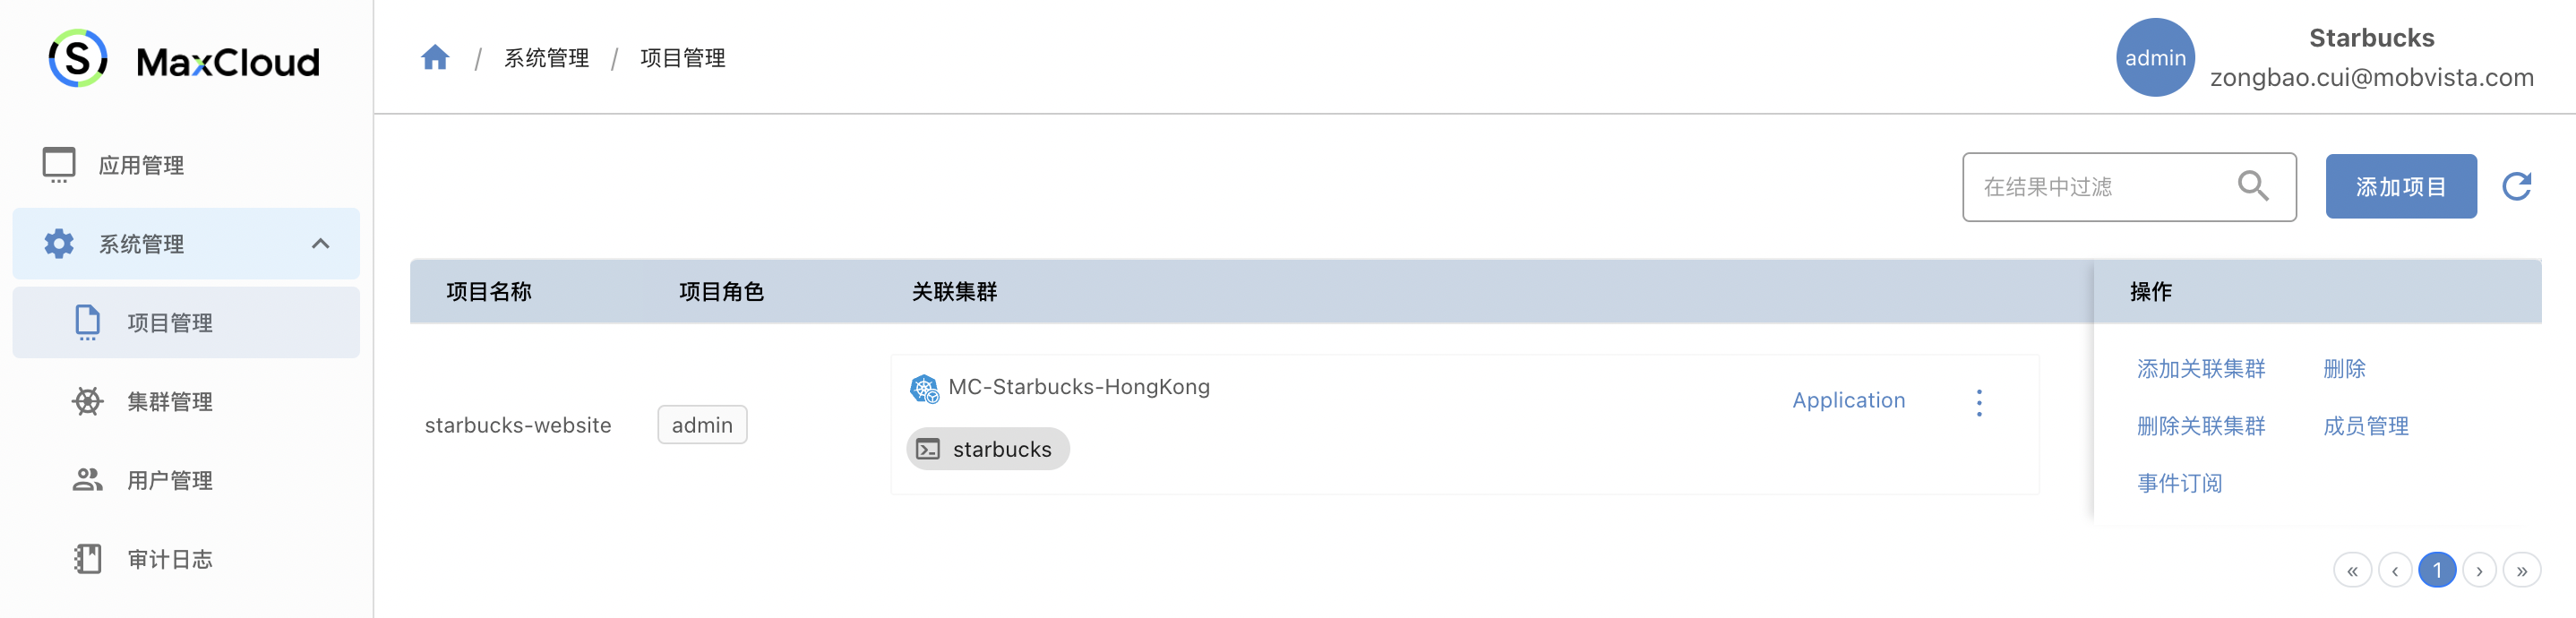 S MaxCloud
/ 系统管理 / 项目管理
admin
Starbucks
zongbao.cui@mobvista.com
应用管理
系统管理
项目管理
集群管理
用户管理
审计日志
在结果中过滤
添加项目
项目名称 项目角色 关联集群 操作
starbucks-website
admin
MC-Starbucks-HongKong
starbucks
Application
添加关联集群 删除
删除关联集群 成员管理
事件订阅
« ‹ 1 › »